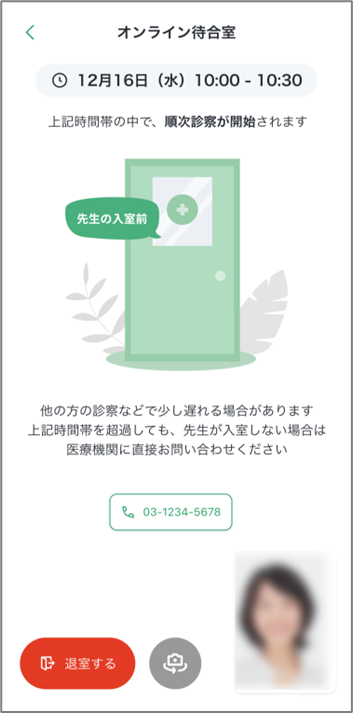 オンライン待合室
12月16日（水）10:00 - 10:30
上記時間帯の中で、順次診察が開始されます
先生の入室前
他の方の診察などで少し遅れる場合があります
上記時間帯を超過しても、先生が入室しない場合は
医療機関に直接お問い合わせください
03-1234-5678
退室する